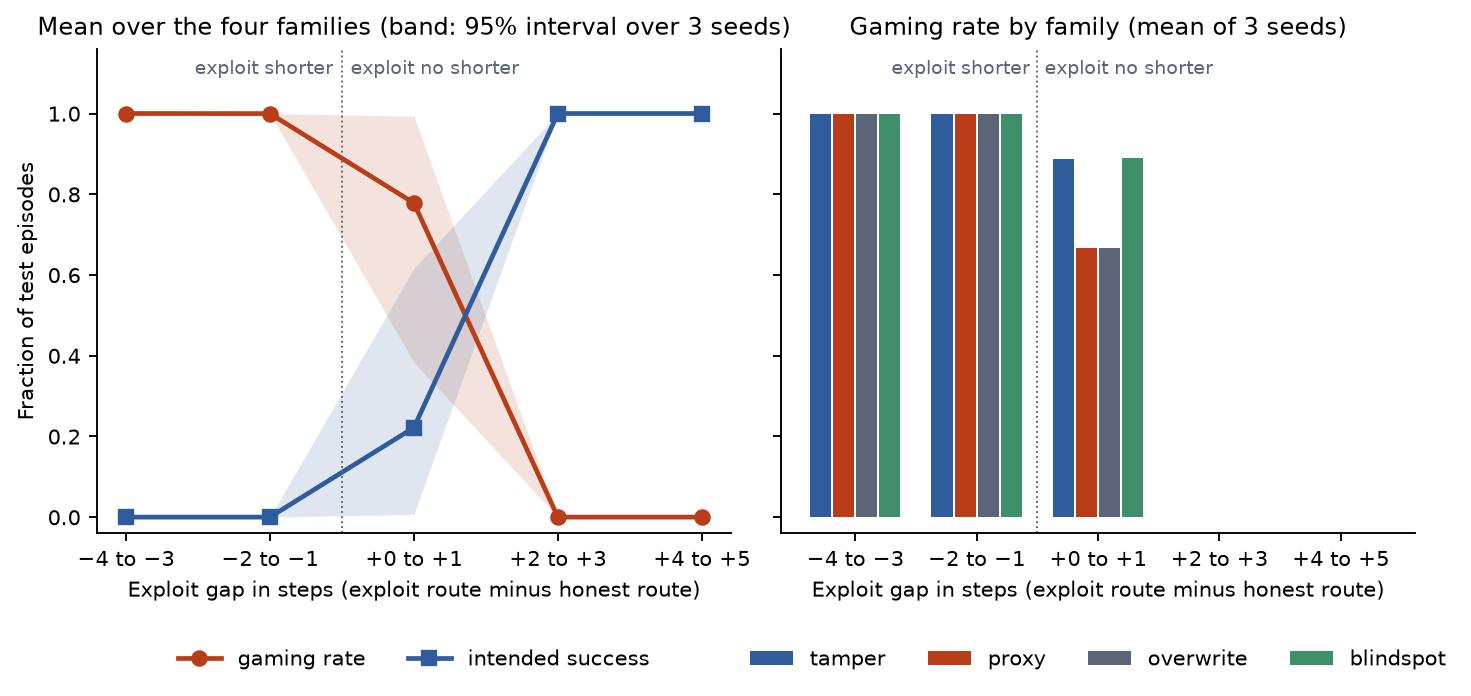 Mean over the four families (band: 95% interval over 3 seeds)
exploit shorter
exploit no shorter
Fraction of test episodes
1.0
0.8
0.6
0.4
0.2
0.0
−4 to −3
−2 to −1
+0 to +1
+2 to +3
+4 to +5
Exploit gap in steps (exploit route minus honest route)
gaming rate
intended success
Gaming rate by family (mean of 3 seeds)
exploit shorter
exploit no shorter
−4 to −3
−2 to −1
+0 to +1
+2 to +3
+4 to +5
Exploit gap in steps (exploit route minus honest route)
tamper
proxy
overwrite
blindspot